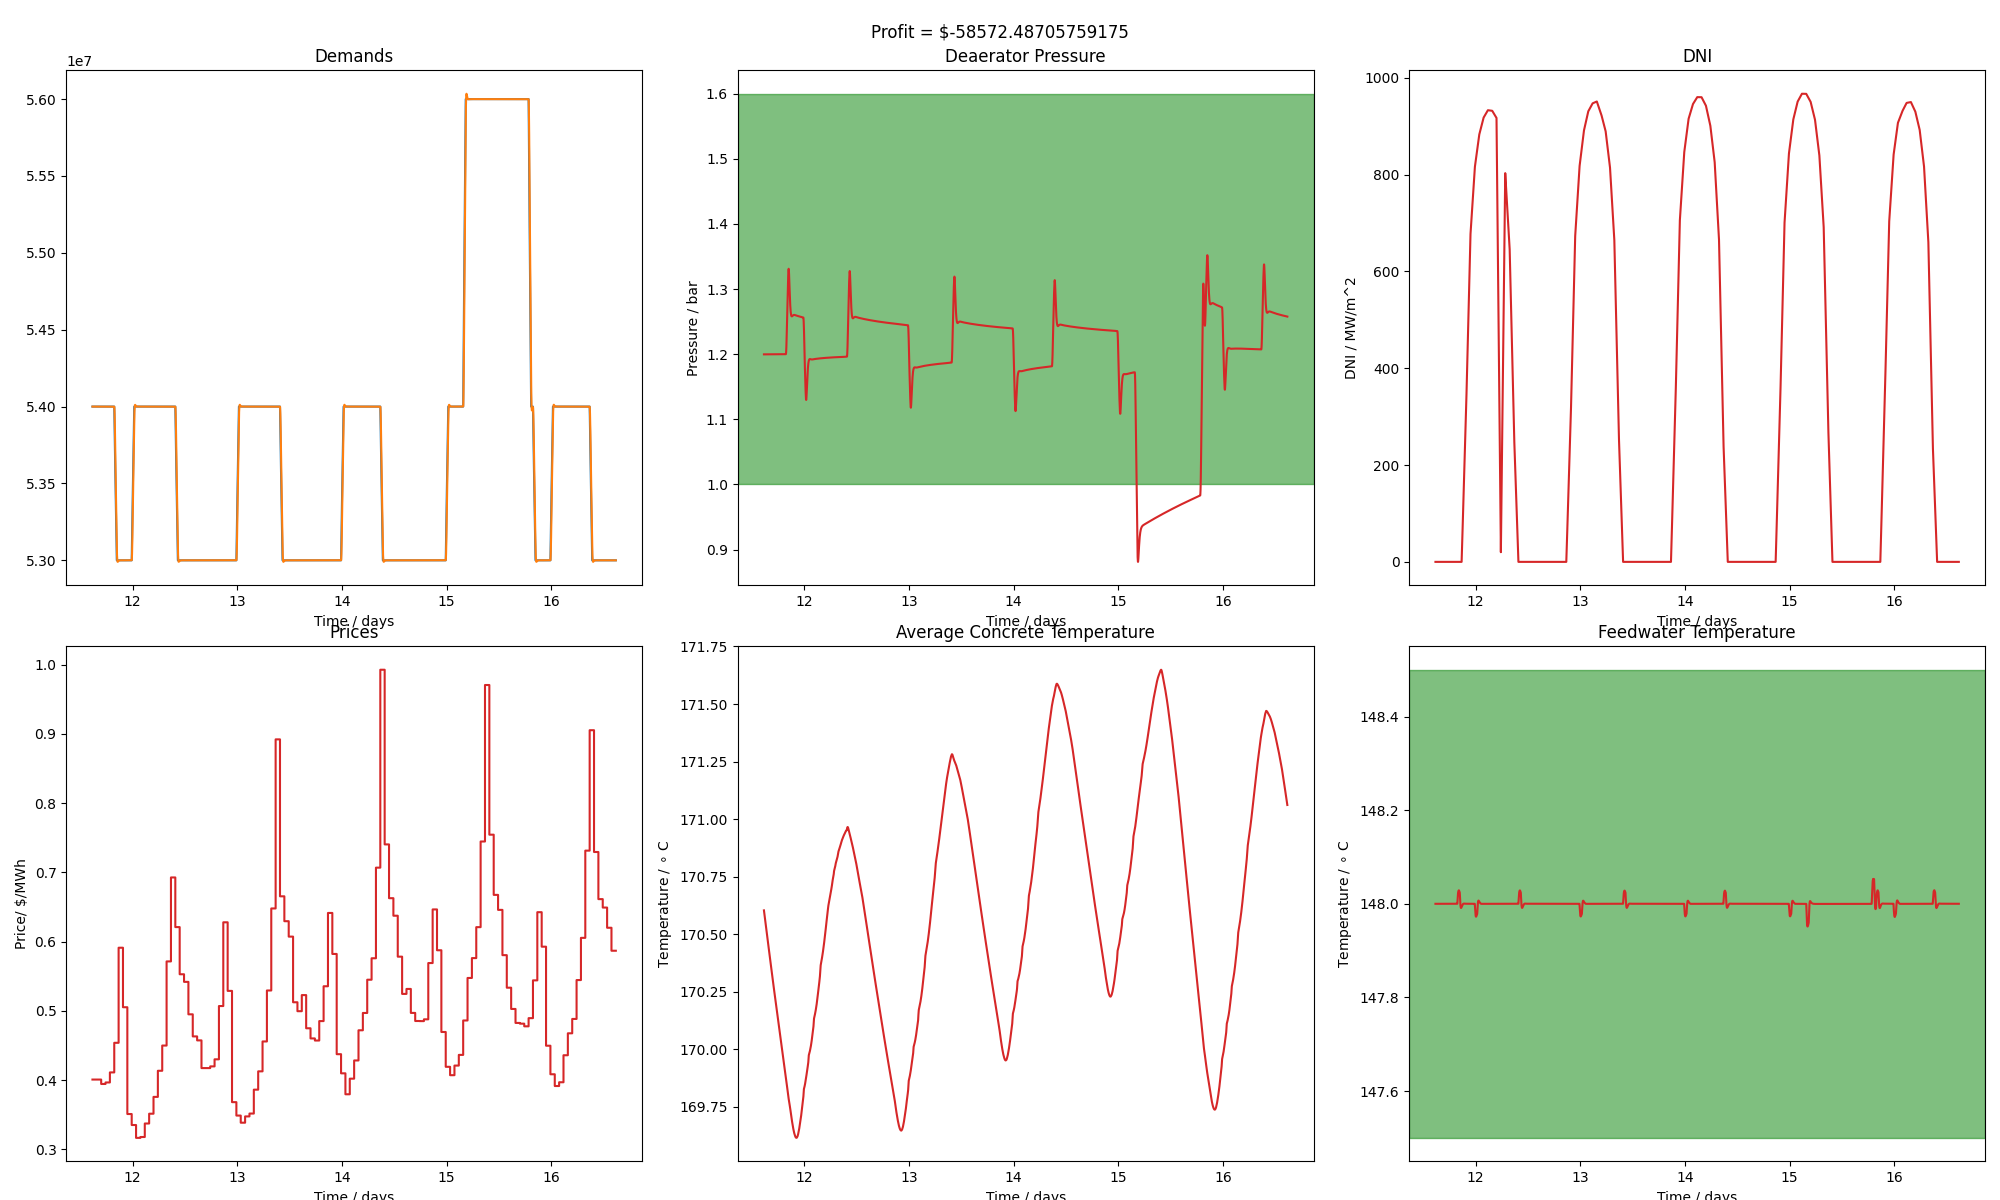 Profit = $-58572.48705759175
Demands
1e7
5.60
5.55
5.50
5.45
5.40
5.35
5.30
12 13 14 15 16
Time / days
Deaerator Pressure
Pressure / bar
1.6
1.5
1.4
1.3
1.2
1.1
1.0
0.9
12 13 14 15 16
Time / days
DNI
DNI / MW/m^2
1000
800
600
400
200
0
12 13 14 15 16
Time / days
Prices
Price/ $/MWh
1.0
0.9
0.8
0.7
0.6
0.5
0.4
0.3
12 13 14 15 16
Time / days
Average Concrete Temperature
Temperature / ∘ C
171.75
171.50
171.25
171.00
170.75
170.50
170.25
170.00
169.75
12 13 14 15 16
Time / days
Feedwater Temperature
Temperature / ∘ C
148.4
148.2
148.0
147.8
147.6
12 13 14 15 16
Time / days